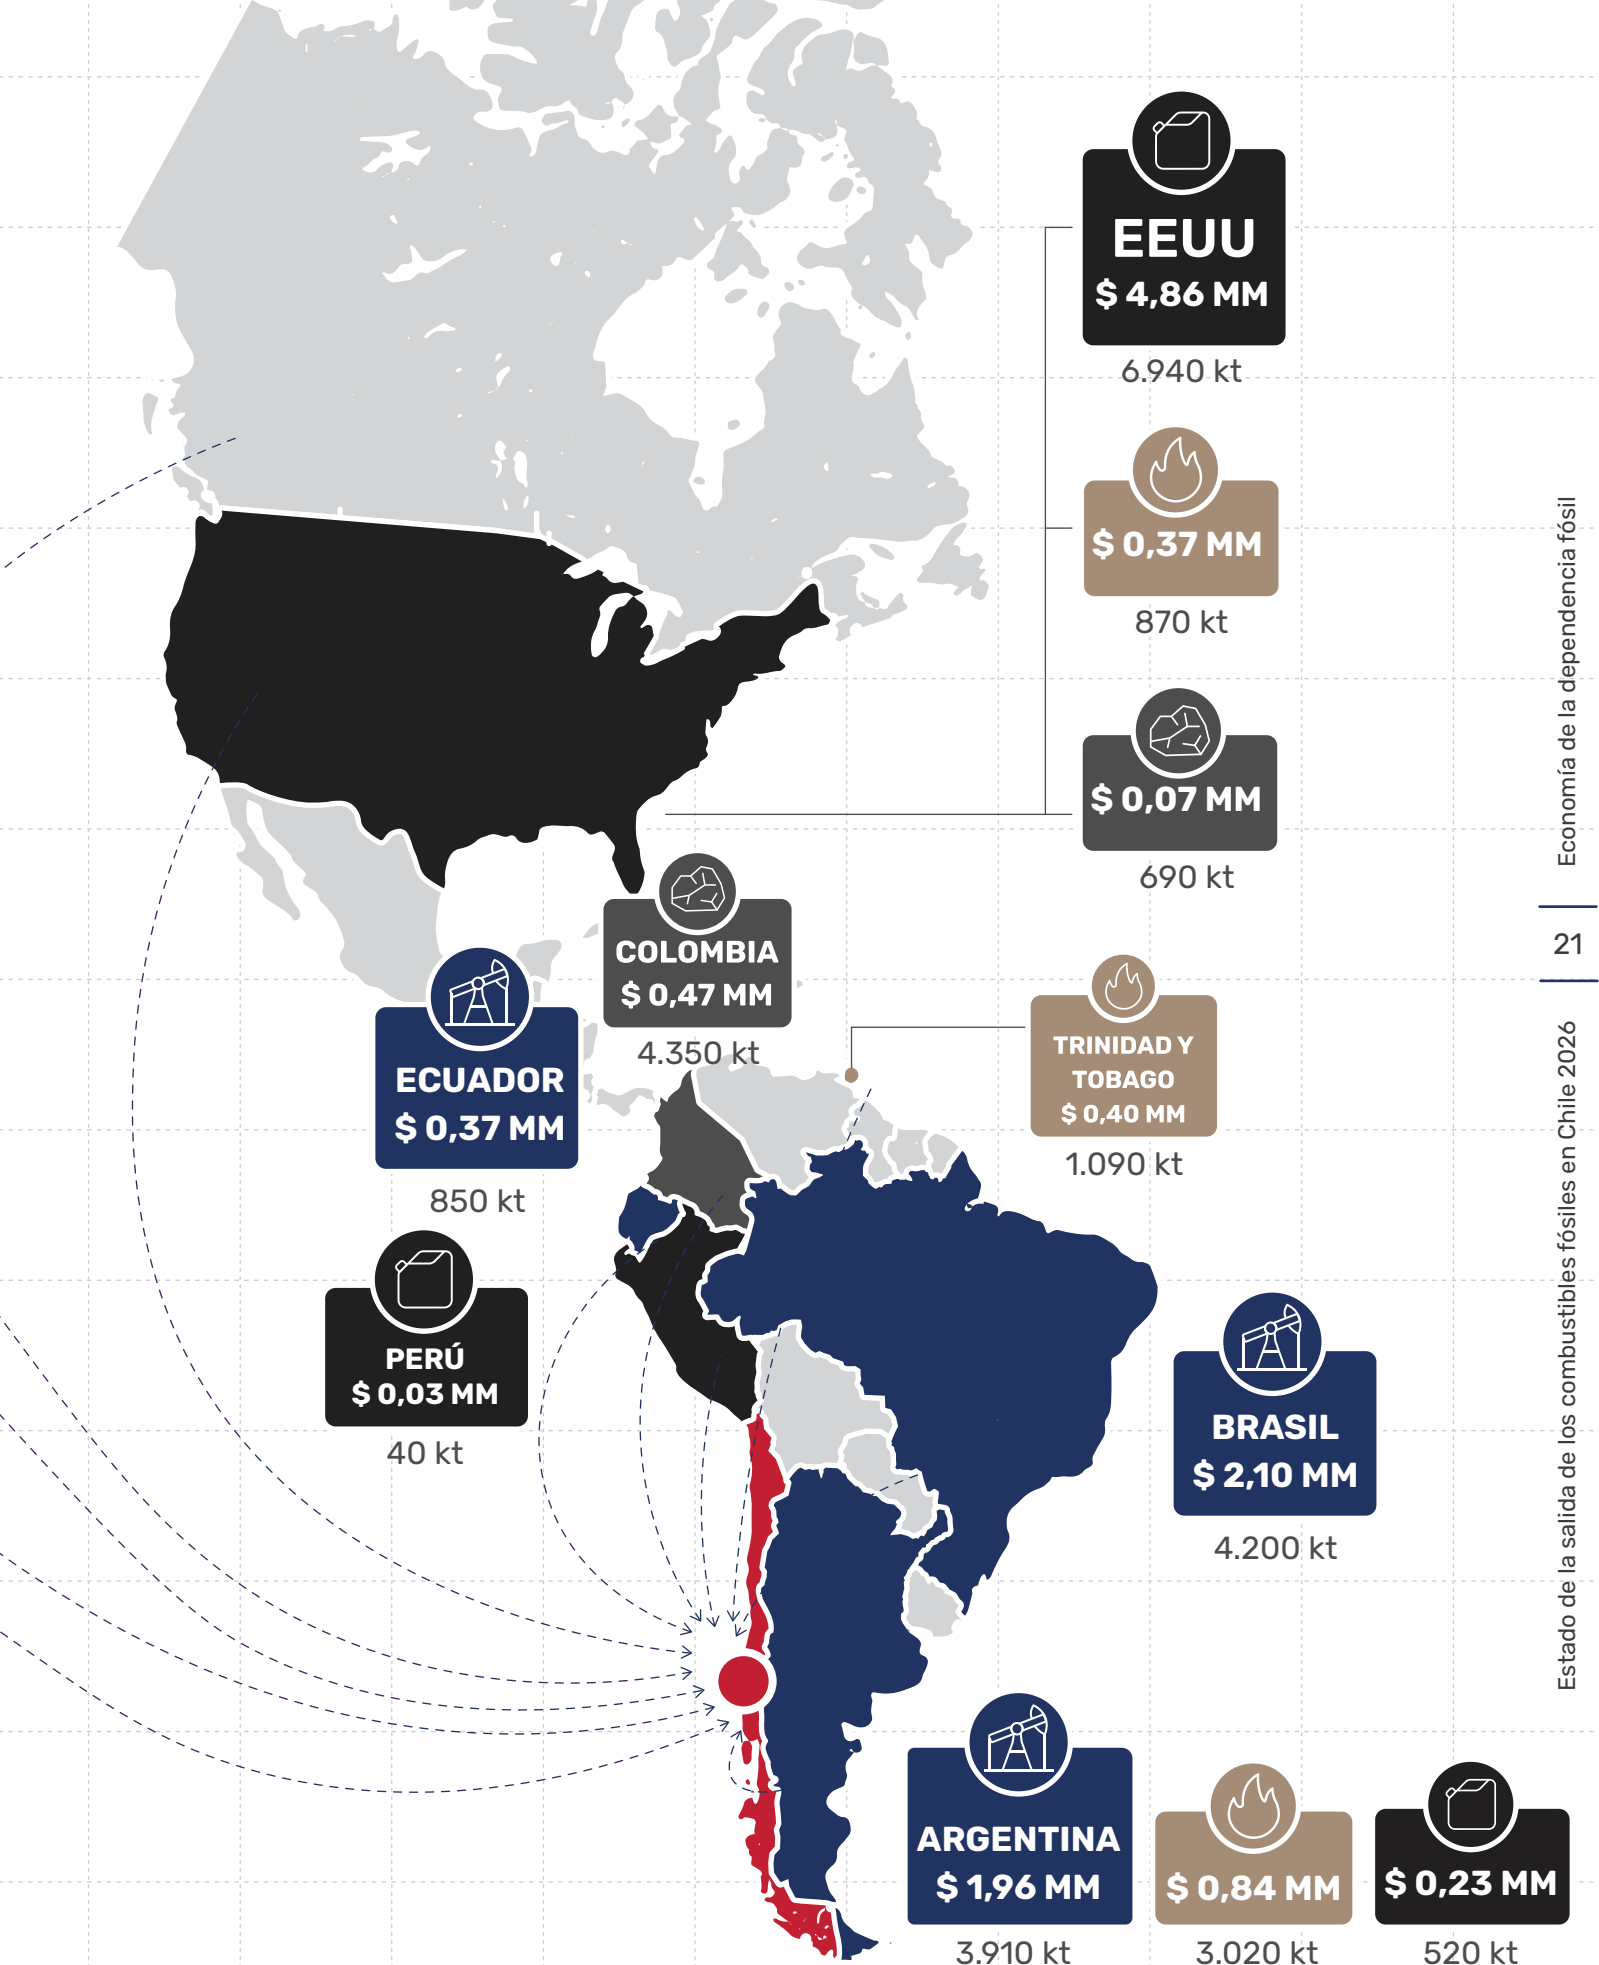 EEUU
$ 4,86 MM
6.940 kt
$ 0,37 MM
870 kt
$ 0,07 MM
690 kt
COLOMBIA
$ 0,47 MM
4.350 kt
ECUADOR
$ 0,37 MM
850 kt
TRINIDAD Y
TOBAGO
$ 0,40 MM
1.090 kt
PERÚ
$ 0,03 MM
40 kt
BRASIL
$ 2,10 MM
4.200 kt
ARGENTINA
$ 1,96 MM
3.910 kt
$ 0,84 MM
3.020 kt
$ 0,23 MM
520 kt
Economía de la dependencia fósil
21
Estado de la salida de los combustibles fósiles en Chile 2026